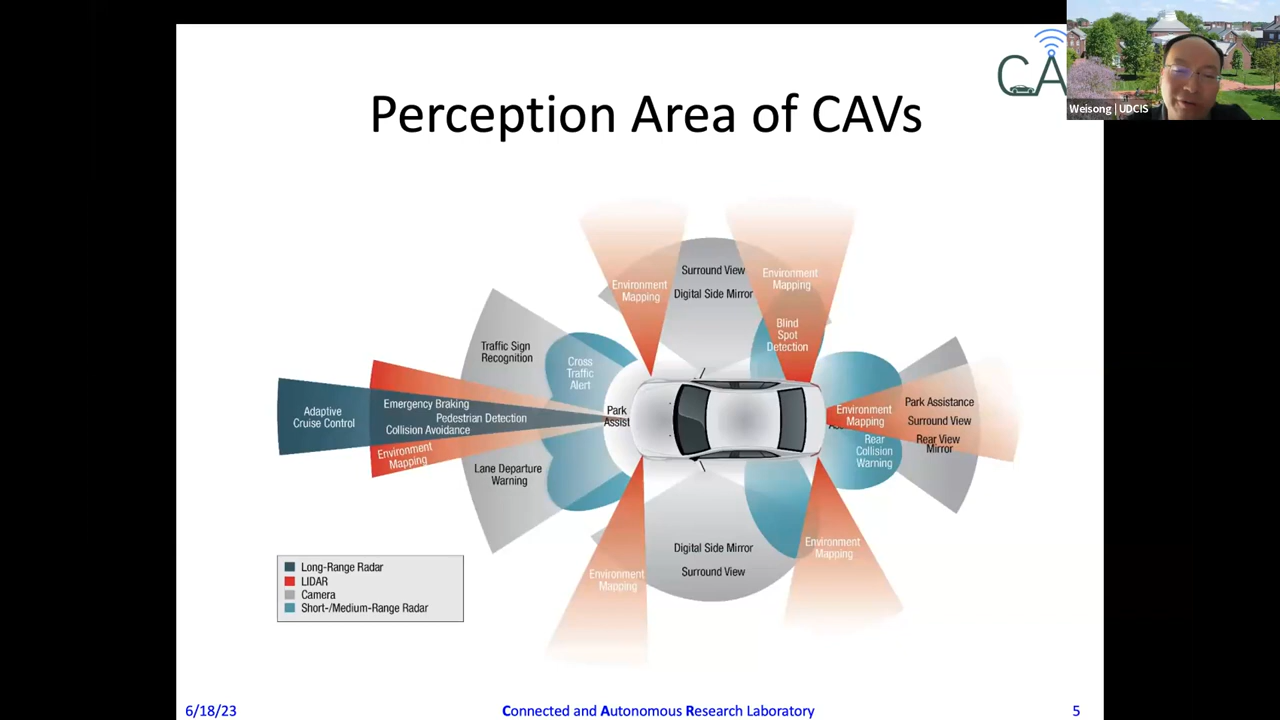 CA
Weisong | UDCIS
Perception Area of CAVs
Surround View
Digital Side Mirror
Environment
Mapping
Environment
Mapping
Blind
Spot
Detection
Traffic Sign
Recognition
Cross
Traffic
Alert
Adaptive
Cruise Control
Emergency Braking
Pedestrian Detection
Collision Avoidance
Environment
Mapping
Park
Assist
Lane Departure
Warning
Environment
Mapping
Rear
Collision
Warning
Park Assistance
Surround View
Rear View
Mirror
Digital Side Mirror
Surround View
Environment
Mapping
Environment
Mapping
Long-Range Radar
LIDAR
Camera
Short-/Medium-Range Radar
6/18/23
Connected and Autonomous Research Laboratory
5